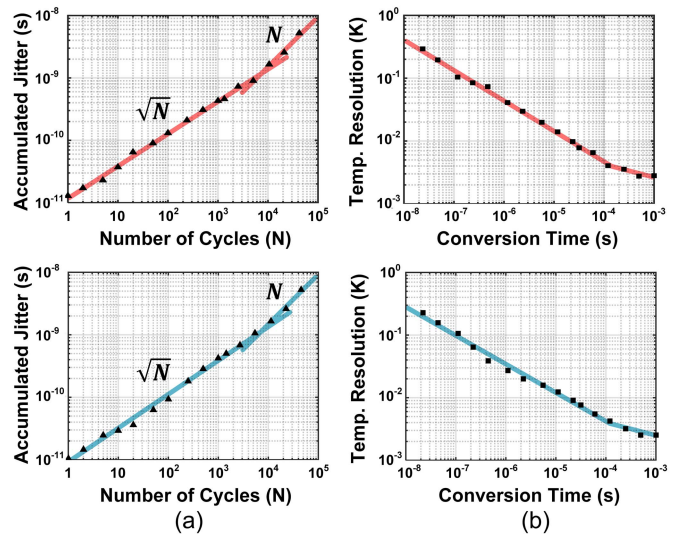 Accumulated Jitter (s)
10⁻⁸
10⁻⁹
10⁻¹⁰
10⁻¹¹
N
√N
1 10 10² 10³ 10⁴ 10⁵
Number of Cycles (N)
Temp. Resolution (K)
10⁰
10⁻¹
10⁻²
10⁻³
10⁻⁸ 10⁻⁷ 10⁻⁶ 10⁻⁵ 10⁻⁴ 10⁻³
Conversion Time (s)
Accumulated Jitter (s)
10⁻⁸
10⁻⁹
10⁻¹⁰
10⁻¹¹
N
√N
1 10 10² 10³ 10⁴ 10⁵
Number of Cycles (N)
Temp. Resolution (K)
10⁰
10⁻¹
10⁻²
10⁻³
10⁻⁸ 10⁻⁷ 10⁻⁶ 10⁻⁵ 10⁻⁴ 10⁻³
Conversion Time (s)
(a) (b)